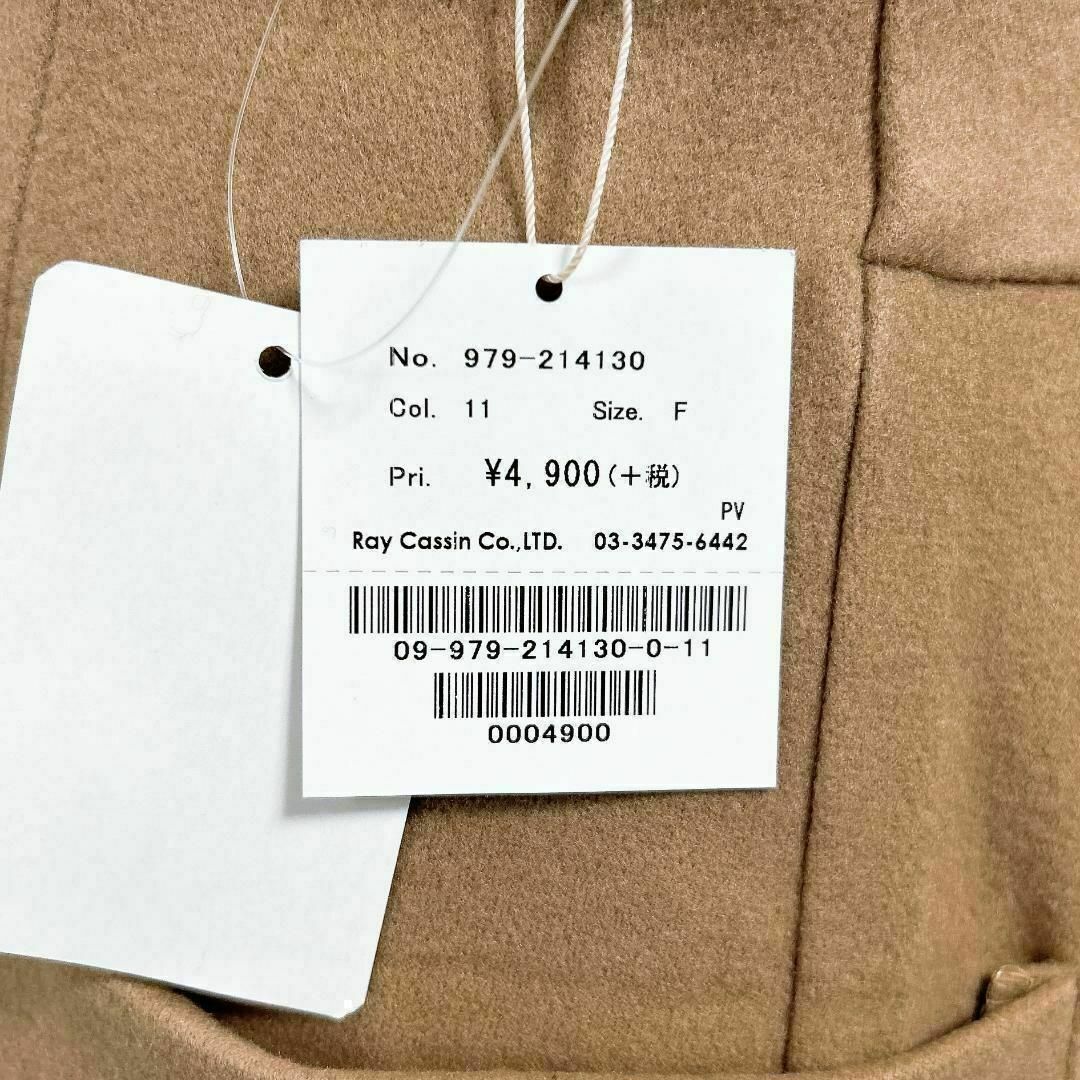 No. 979-214130
Col. 11 Size. F
Pri. ¥4,900(+税)
PV
Ray Cassin Co.,LTD. 03-3475-6442
09-979-214130-0-11
0004900